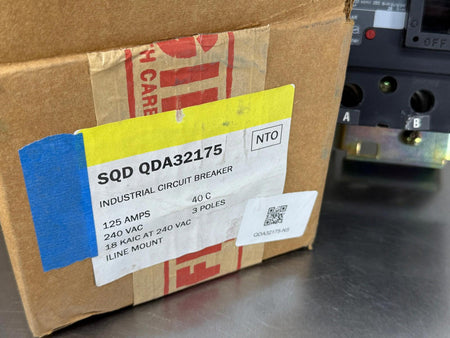 H CARE
SQD QDA32175
NTO
INDUSTRIAL CIRCUIT BREAKER
125 AMPS 40 C
240 VAC 3 POLES
18 KAIC AT 240 VAC
ILINE MOUNT
QDA32175-NS
OFF
A
B